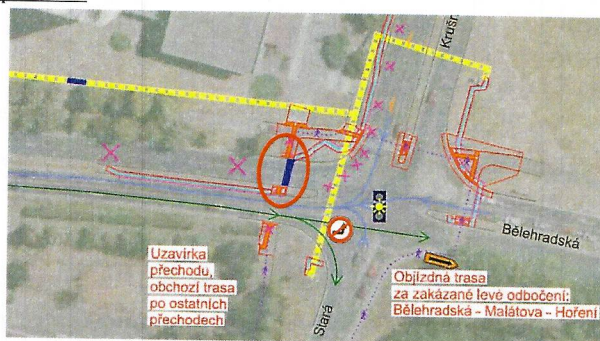 Krušn
Bělehradská
Uzavírka
přechodu,
obchozí trasa
po ostatních
přechodech
Stará
Objízdná trasa
za zakázané levé odbočení:
Bělehradská - Malátova - Hoření